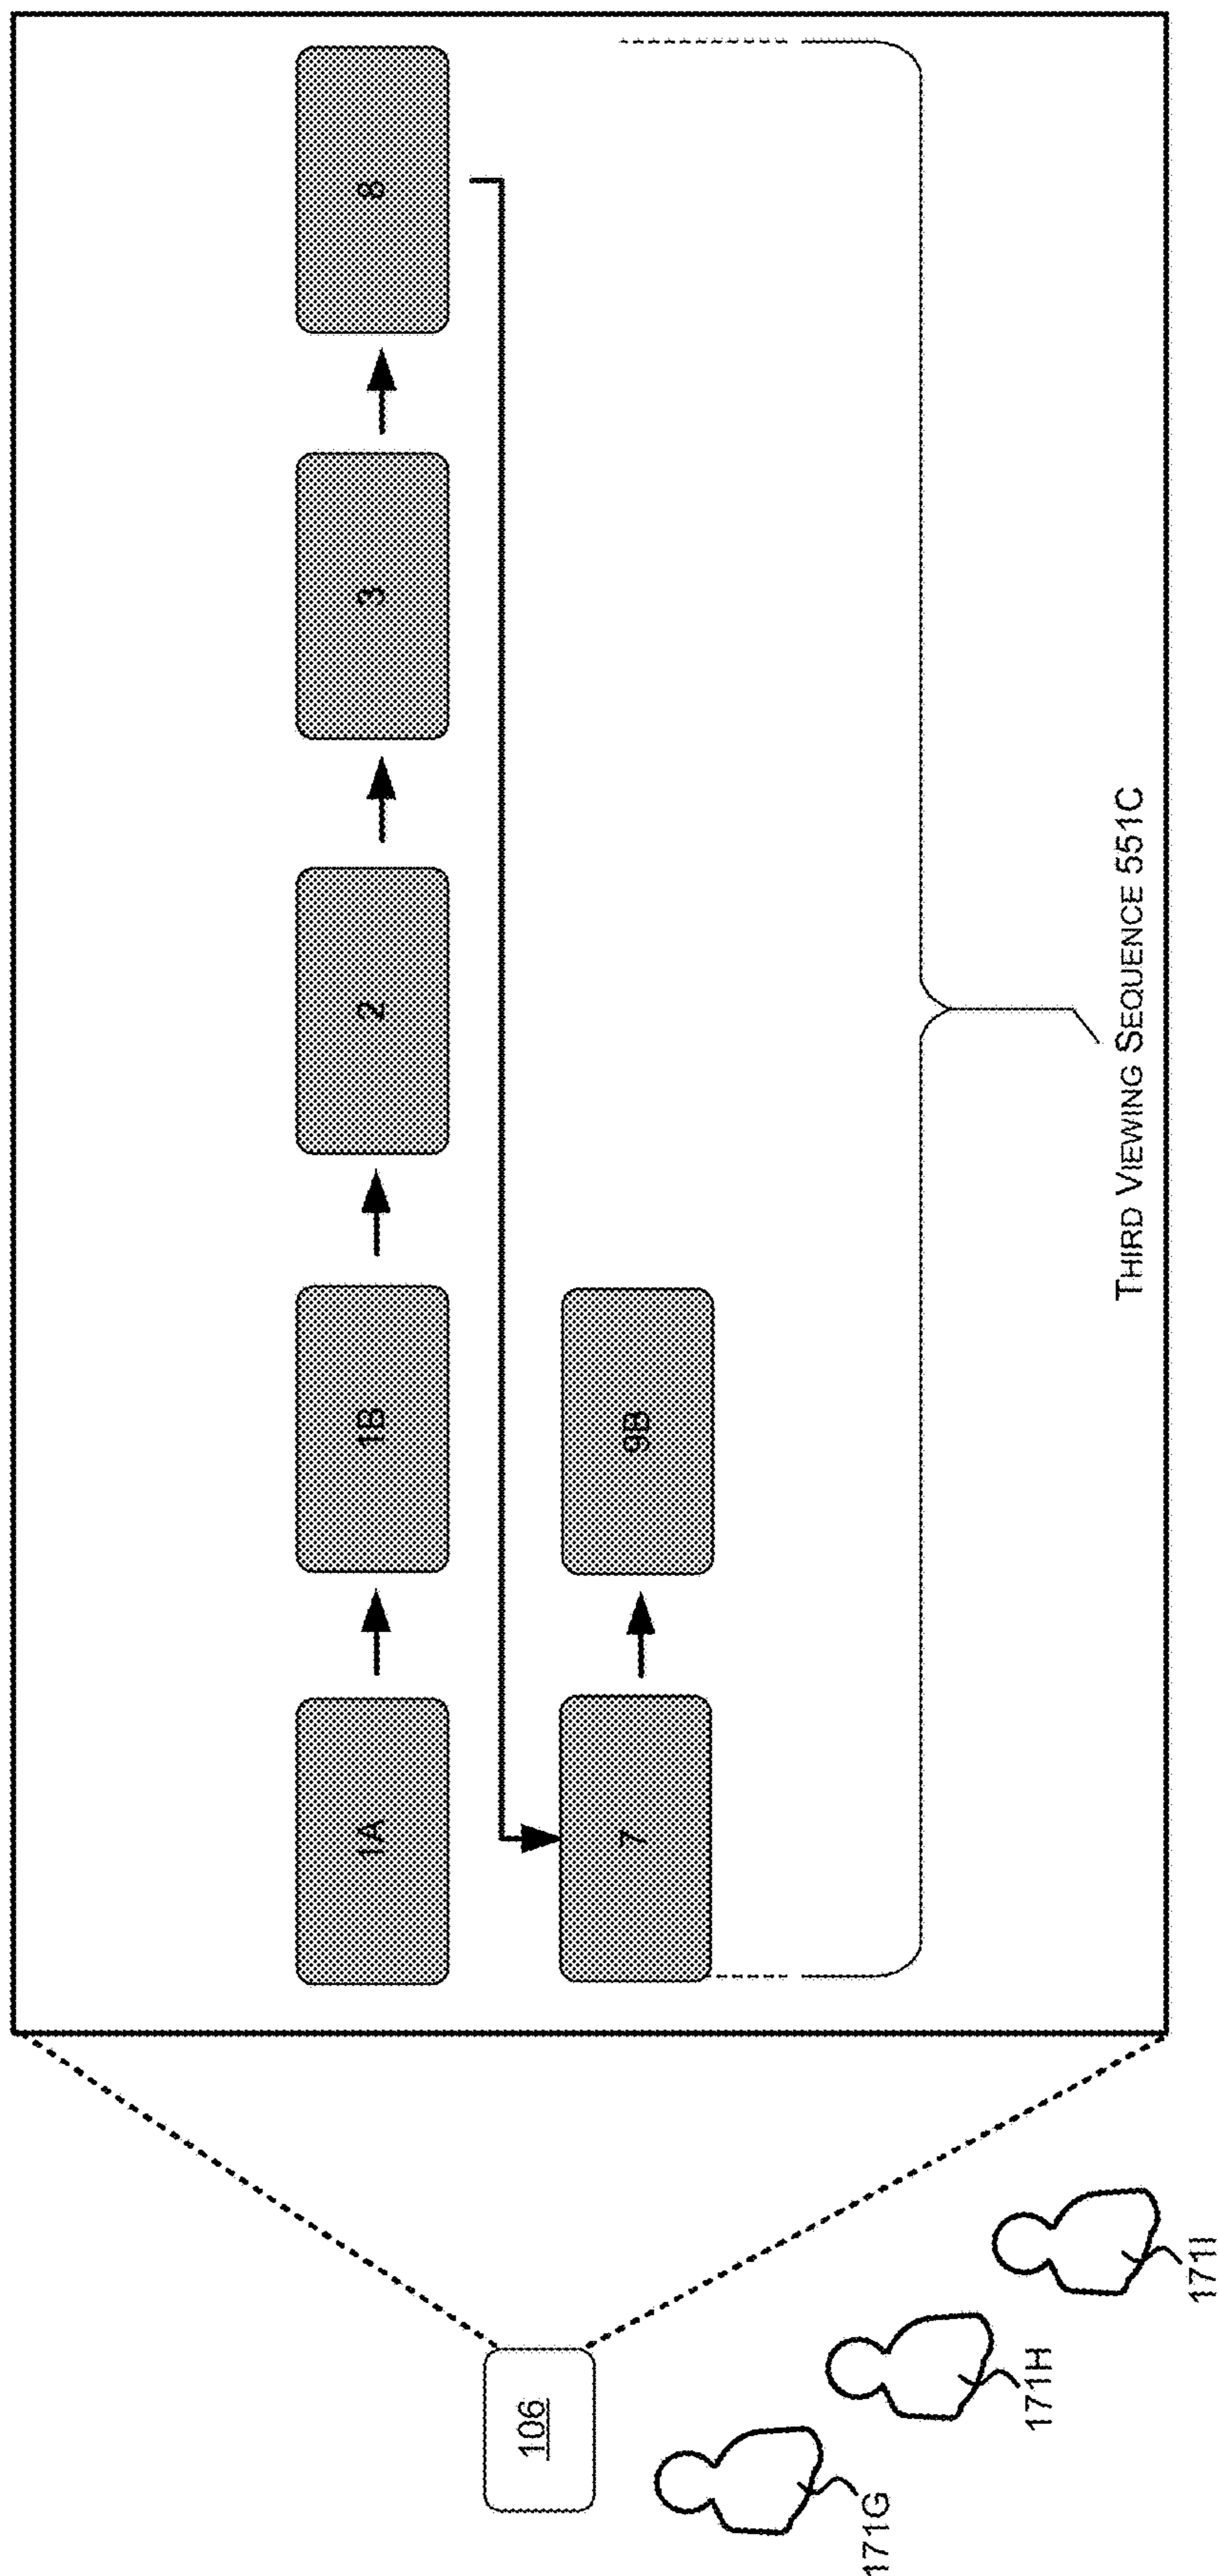 106
171G
171H
171I
1A
1B
2
3
8
7
9B
THIRD VIEWING SEQUENCE 551C